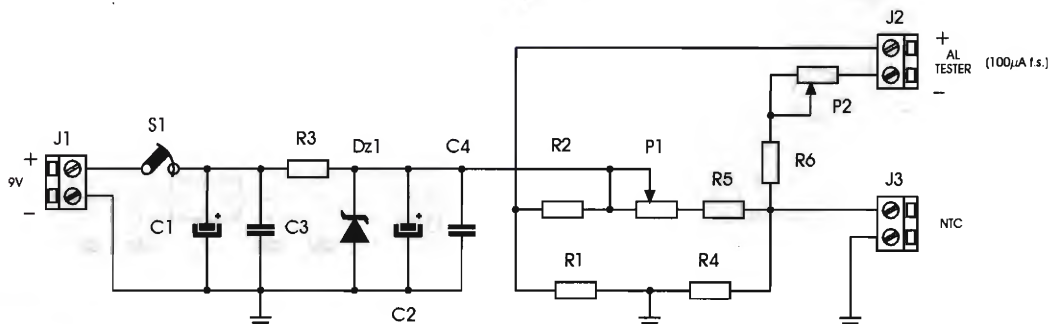 J2
+
AL
TESTER
(100µA f.s.)
−
P2
J1
S1
R3
Dz1
C4
R2
P1
R5
R6
J3
+
9V
−
C1
+
C3
+
NTC
R1
R4
C2